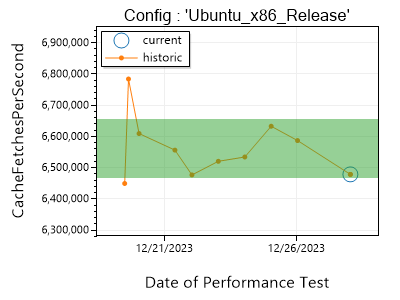 Config : 'Ubuntu_x86_Release'
current
historic
CacheFetchesPerSecond
6,900,000
6,800,000
6,700,000
6,600,000
6,500,000
6,400,000
6,300,000
12/21/2023
12/26/2023
Date of Performance Test